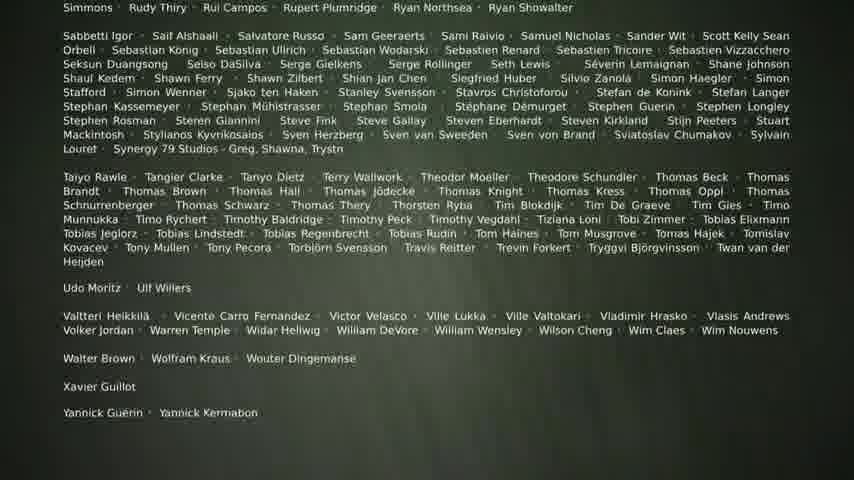 Simmons · Rudy Thiry · Rui Campos · Rupert Plumridge · Ryan Northsea · Ryan Showalter
Sabbetti Igor · Saif Alshaali · Salvatore Russo · Sam Geeraerts · Sami Raivio · Samuel Nicholas · Sander Wit · Scott Kelly Sean
Orbell · Sebastian König · Sebastian Ullrich · Sebastian Wodarski · Sebastien Renard · Sebastien Tricoire · Sebastien Vizzacchero
Seksun Duangsong · Selso DaSilva · Serge Gielkens · Serge Rollinger · Seth Lewis · Séverin Lemaignan · Shane Johnson
Shaul Kedem · Shawn Ferry · Shawn Zilbert · Shian Jan Chen · Siegfried Huber · Silvio Zanola · Simon Haegler · Simon
Stafford · Simon Wenner · Sjako ten Haken · Stanley Svensson · Stavros Christoforou · Stefan de Konink · Stefan Langer
Stephan Kassemeyer · Stephan Mühlstrasser · Stephan Smola · Stéphane Démurget · Stephen Guerin · Stephen Longley
Stephen Rosman · Steren Giannini · Steve Fink · Steve Gallay · Steven Eberhardt · Steven Kirkland · Stijn Peeters · Stuart
Mackintosh · Stylianos Kyvrikosaios · Sven Herzberg · Sven van Sweeden · Sven von Brand · Sviatoslav Chumakov · Sylvain
Louret · Synergy 79 Studios - Greg, Shawna, Trystn
Taiyo Rawle · Tangier Clarke · Tanyo Dietz · Terry Wallwork · Theodor Moeller · Theodore Schundler · Thomas Beck · Thomas
Brandt · Thomas Brown · Thomas Hall · Thomas Jödecke · Thomas Knight · Thomas Kress · Thomas Oppl · Thomas
Schnurrenberger · Thomas Schwarz · Thomas Thery · Thorsten Ryba · Tim Blokdijk · Tim De Graeve · Tim Gies · Timo
Munnukka · Timo Rychert · Timothy Baldridge · Timothy Peck · Timothy Vegdahl · Tiziana Loni · Tobi Zimmer · Tobias Elixmann
Tobias Jeglorz · Tobias Lindstedt · Tobias Regenbrecht · Tobias Rudin · Tom Haines · Tom Musgrove · Tomas Hajek · Tomislav
Kovacev · Tony Mullen · Tony Pecora · Torbjörn Svensson · Travis Reitter · Trevin Forkert · Tryggvi Björgvinsson · Twan van der
Heijden
Udo Moritz · Ulf Willers
Valtteri Heikkilä · Vicente Carro Fernandez · Victor Velasco · Ville Lukka · Ville Valtokari · Vladimir Hrasko · Vlasis Andrews
Volker Jordan · Warren Temple · Widar Hellwig · William DeVore · William Wensley · Wilson Cheng · Wim Claes · Wim Nouwens
Walter Brown · Wolfram Kraus · Wouter Dingemanse
Xavier Guillot
Yannick Guérin · Yannick Kermabon